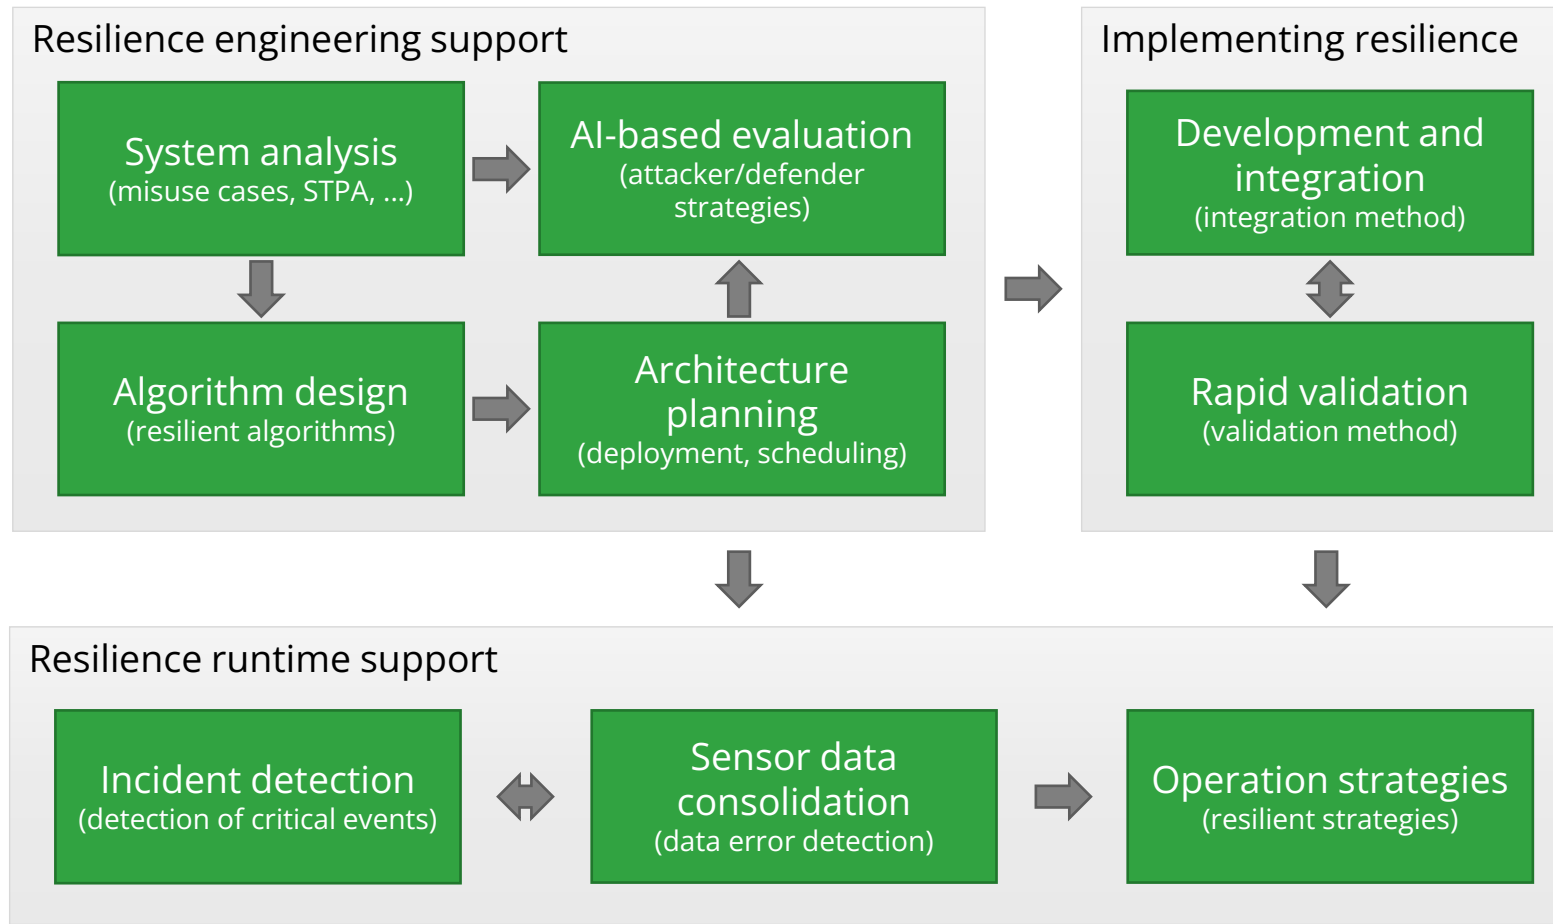 Resilience engineering support
System analysis
(misuse cases, STPA, ...)
AI-based evaluation
(attacker/defender
strategies)
Algorithm design
(resilient algorithms)
Architecture
planning
(deployment, scheduling)
Implementing resilience
Development and
integration
(integration method)
Rapid validation
(validation method)
Resilience runtime support
Incident detection
(detection of critical events)
Sensor data
consolidation
(data error detection)
Operation strategies
(resilient strategies)